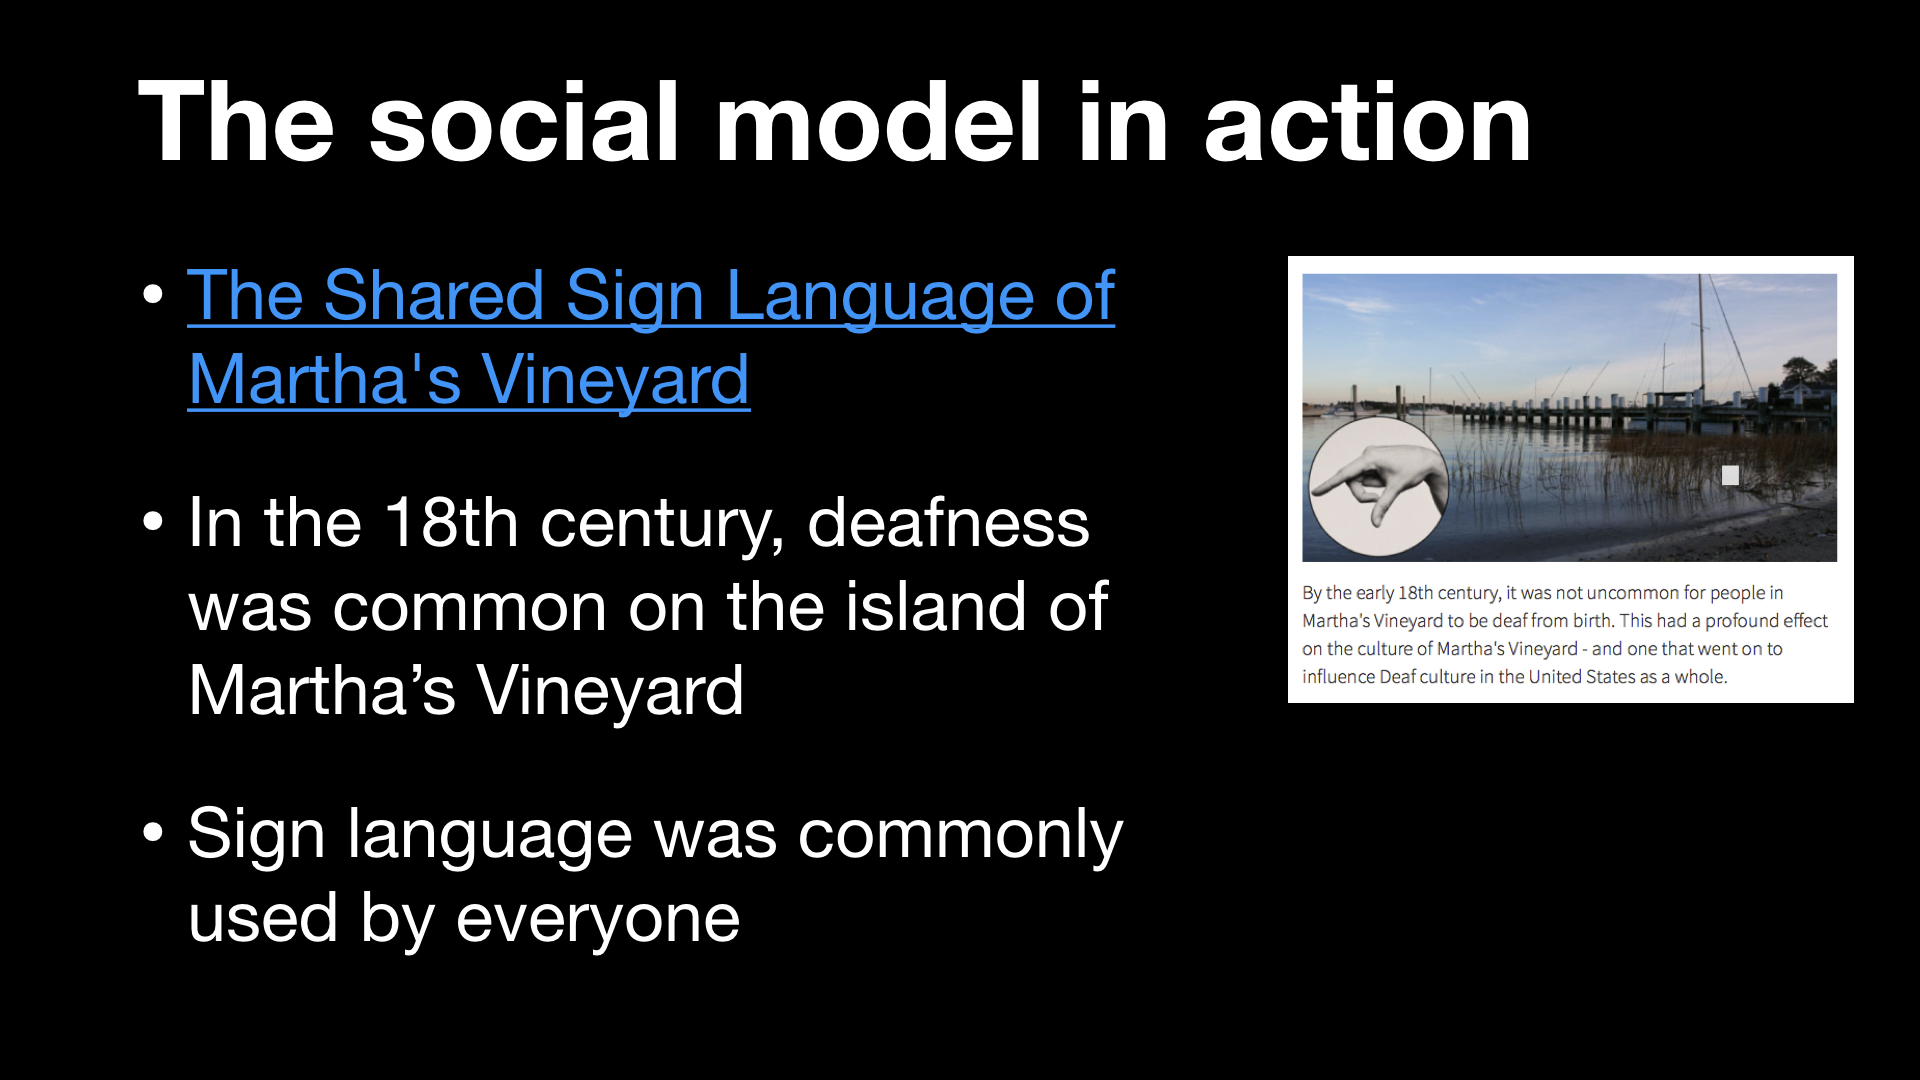 The social model in action
• The Shared Sign Language of
Martha's Vineyard
• In the 18th century, deafness
was common on the island of
Martha’s Vineyard
• Sign language was commonly
used by everyone
By the early 18th century, it was not uncommon for people in
Martha's Vineyard to be deaf from birth. This had a profound effect
on the culture of Martha's Vineyard - and one that went on to
influence Deaf culture in the United States as a whole.